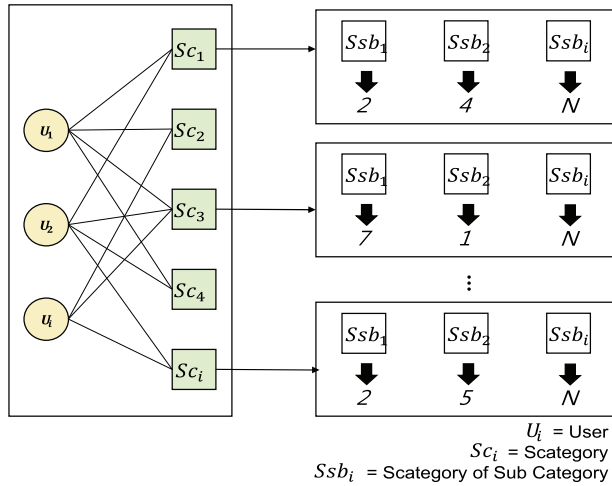 Sc₁
Sc₂
Sc₃
Sc₄
Scᵢ
U₁
U₂
Uᵢ
Ssb₁ Ssb₂ Ssbᵢ
2 4 N
Ssb₁ Ssb₂ Ssbᵢ
7 1 N
...
Ssb₁ Ssb₂ Ssbᵢ
2 5 N
Uᵢ = User
Scᵢ = Scategory
Ssbᵢ = Scategory of Sub Category